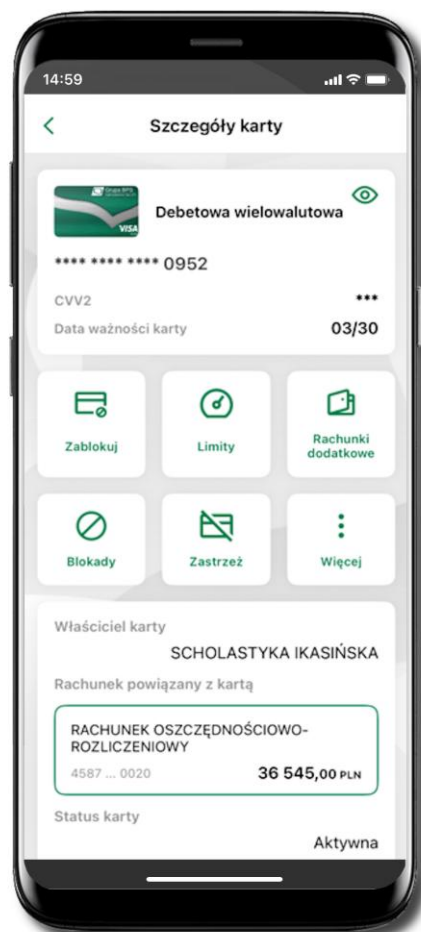 14:59
Szczegóły karty
Grupa BPS
VISA
Debetowa wielowalutowa
**** **** **** 0952
CVV2 ***
Data ważności karty 03/30
Zablokuj
Limity
Rachunki
dodatkowe
Blokady
Zastrzeż
Więcej
Właściciel karty
SCHOLASTYKA IKASIŃSKA
Rachunek powiązany z kartą
RACHUNEK OSZCZĘDNOŚCIOWO-
ROZLICZENIOWY
4587 ... 0020 36 545,00 PLN
Status karty
Aktywna